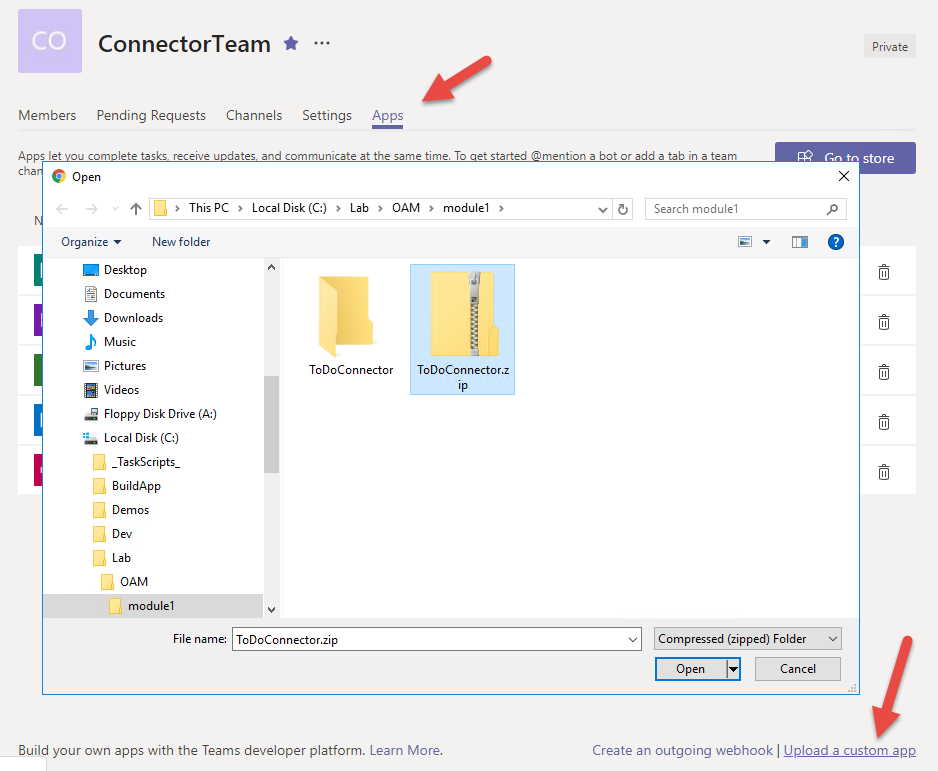 CO
ConnectorTeam
Private
Members Pending Requests Channels Settings Apps
Apps let you complete tasks, receive updates, and communicate at the same time. To get started @mention a bot or add a tab in a team
chan
Go to store
Open
This PC > Local Disk (C:) > Lab > OAM > module1 >
Search module1
Organize
New folder
N
Desktop
Documents
Downloads
Music
Pictures
Videos
Floppy Disk Drive (A:)
Local Disk (C:)
_TaskScripts_
BuildApp
Demos
Dev
Lab
OAM
module1
ToDoConnector
ToDoConnector.z
ip
File name: ToDoConnector.zip
Compressed (zipped) Folder
Open
Cancel
Build your own apps with the Teams developer platform. Learn More.
Create an outgoing webhook | Upload a custom app